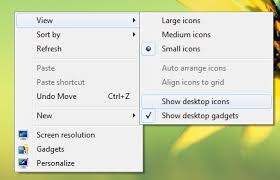 View
Sort by
Refresh
Paste
Paste shortcut
Undo Move Ctrl+Z
New
Screen resolution
Gadgets
Personalize
Large icons
Medium icons
Small icons
Auto arrange icons
Align icons to grid
Show desktop icons
Show desktop gadgets